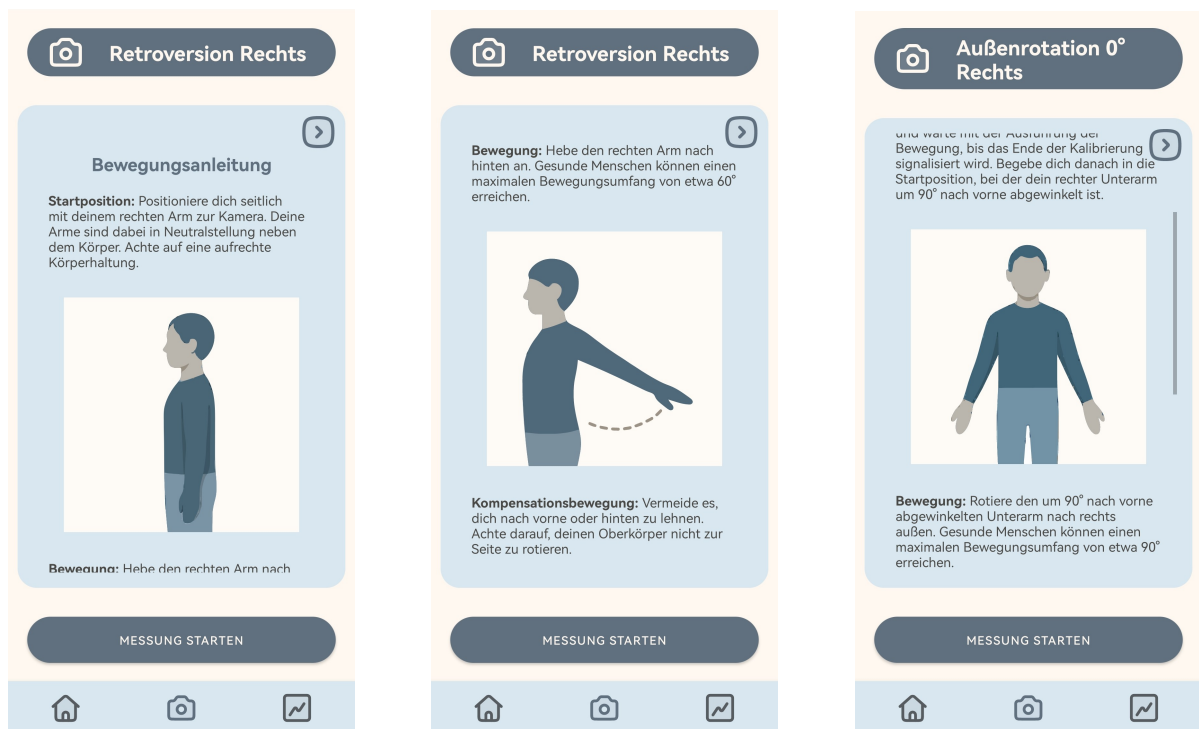 Retroversion Rechts
Bewegungsanleitung
Startposition: Positioniere dich seitlich
mit deinem rechten Arm zur Kamera. Deine
Arme sind dabei in Neutralstellung neben
dem Körper. Achte auf eine aufrechte
Körperhaltung.
Bewegung: Hebe den rechten Arm nach
MESSUNG STARTEN
Retroversion Rechts
Bewegung: Hebe den rechten Arm nach
hinten an. Gesunde Menschen können einen
maximalen Bewegungsumfang von etwa 60°
erreichen.
Kompensationsbewegung: Vermeide es,
dich nach vorne oder hinten zu lehnen.
Achte darauf, deinen Oberkörper nicht zur
Seite zu rotieren.
MESSUNG STARTEN
Außenrotation 0°
Rechts
und warte mit der Ausführung der
Bewegung, bis das Ende der Kalibrierung
signalisiert wird. Begebe dich danach in die
Startposition, bei der dein rechter Unterarm
um 90° nach vorne abgewinkelt ist.
Bewegung: Rotiere den um 90° nach vorne
abgewinkelten Unterarm nach rechts
außen. Gesunde Menschen können einen
maximalen Bewegungsumfang von etwa 90°
erreichen.
MESSUNG STARTEN